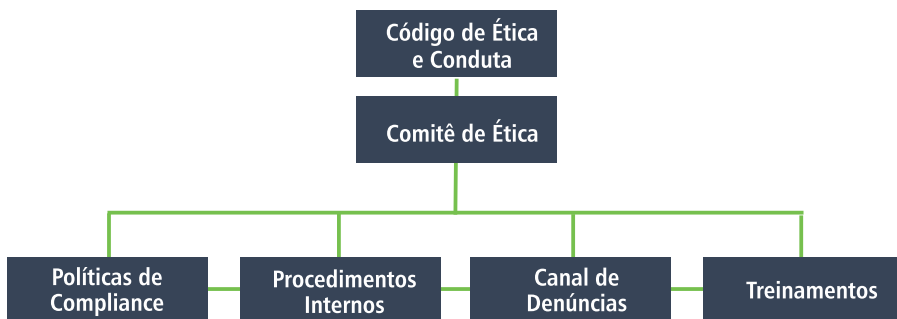 Código de Ética
e Conduta
Comitê de Ética
Políticas de
Compliance
Procedimentos
Internos
Canal de
Denúncias
Treinamentos